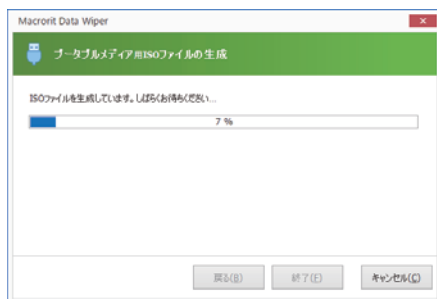 Macrorit Data Wiper
ブータブルメディア用ISOファイルの生成
ISOファイルを生成しています。しばらくお待ちください...
7 %
戻る(B)
終了(E)
キャンセル(C)